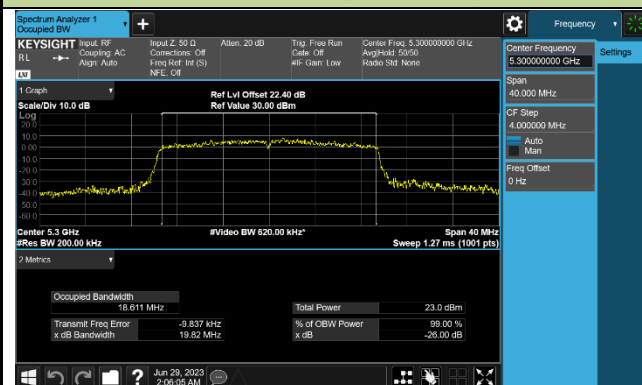 Spectrum Analyzer 1
Occupied BW
Frequency
KEYSIGHT Input: RF
Coupling: AC
Align: Auto
Input Z: 50 Ω
Corrections: Off
Freq Ref: Int (S)
NFE: Off
Atten: 20 dB
Trig: Free Run
Gate: Off
#IF Gain: Low
Center Freq: 5.300000000 GHz
Avg|Hold: 50/50
Radio Std: None
RL
LXI
1 Graph
Scale/Div 10.0 dB
Ref Lvl Offset 22.40 dB
Ref Value 30.00 dBm
Log
20.0
10.0
0.00
-10.0
-20.0
-30.0
-40.0
-50.0
-60.0
Center 5.3 GHz
#Res BW 200.00 kHz
#Video BW 620.00 kHz*
Span 40 MHz
Sweep 1.27 ms (1001 pts)
2 Metrics
Occupied Bandwidth
18.611 MHz
Total Power 23.0 dBm
Transmit Freq Error -9.837 kHz
% of OBW Power 99.00 %
x dB Bandwidth 19.82 MHz
x dB -26.00 dB
Jun 29, 2023
2:06:05 AM
Center Frequency
5.300000000 GHz
Settings
Span
40.000 MHz
CF Step
4.000000 MHz
Auto
Man
Freq Offset
0 Hz